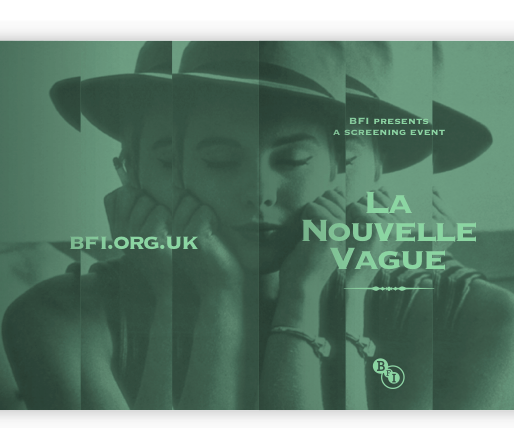 BFI.ORG.UK
BFI PRESENTS
A SCREENING EVENT
LA
NOUVELLE
VAGUE
BFI